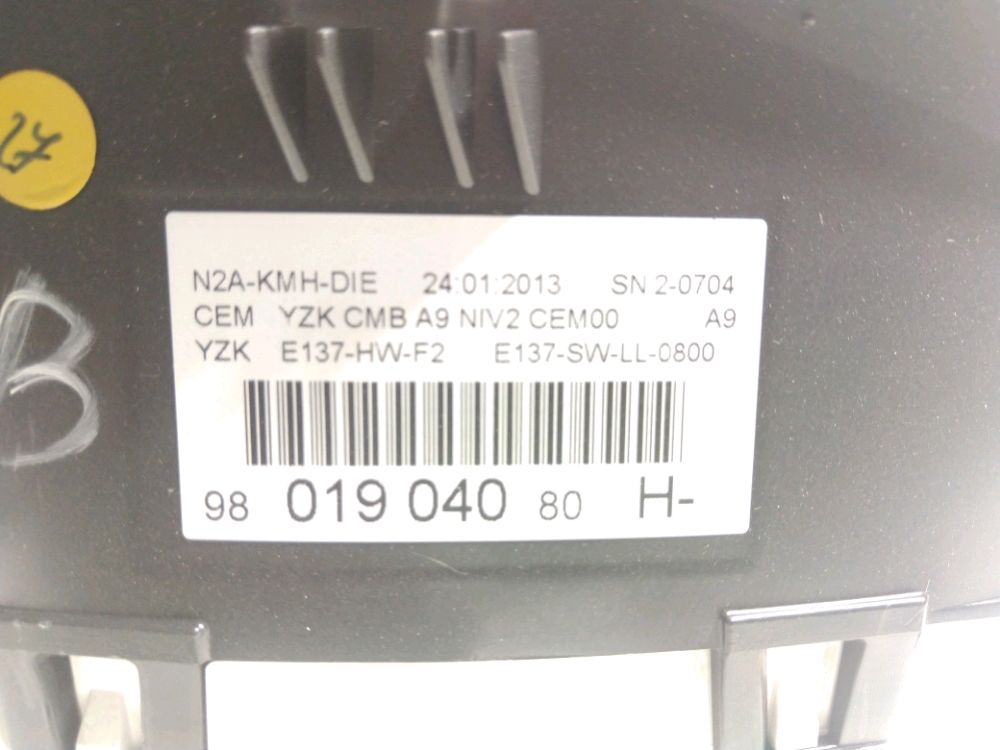 27
N2A-KMH-DIE 24:01:2013 SN 2-0704
CEM YZK CMB A9 NIV2 CEM00 A9
YZK E137-HW-F2 E137-SW-LL-0800
B
98 019 040 80 H-